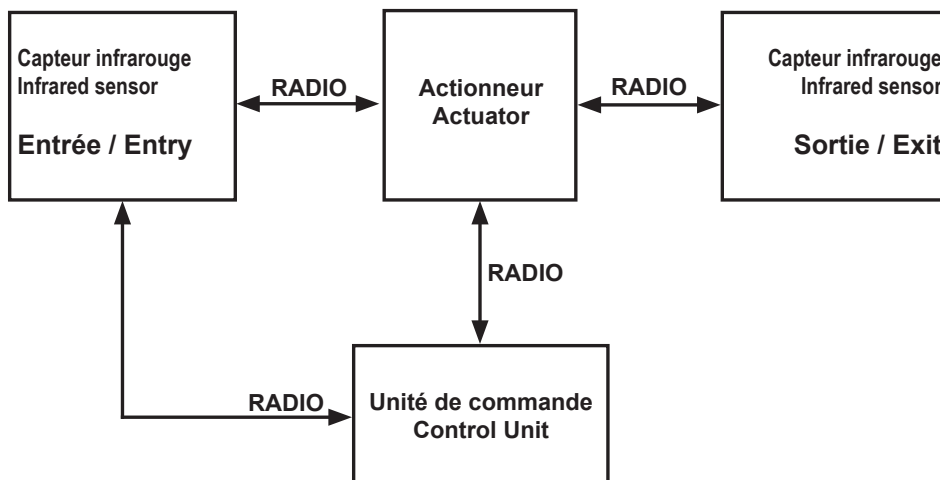 Capteur infrarouge
Infrared sensor
Entrée / Entry
RADIO
Actionneur
Actuator
RADIO
Capteur infrarouge
Infrared sensor
Sortie / Exit
RADIO
RADIO
Unité de commande
Control Unit